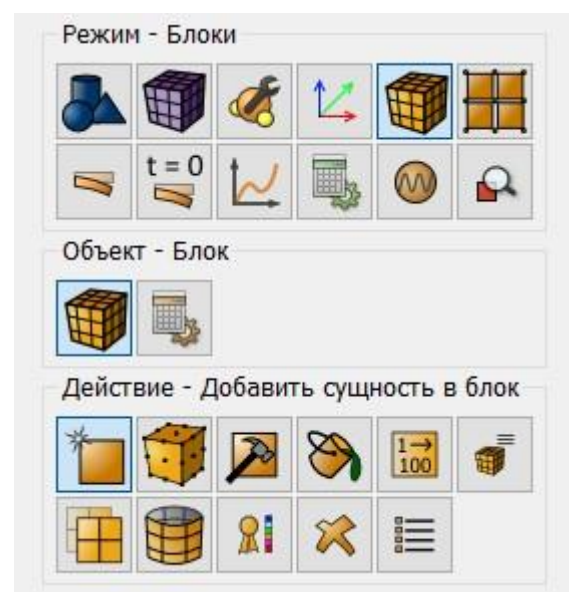 Режим - Блоки
t = 0
Объект - Блок
Действие - Добавить сущность в блок
1→
100